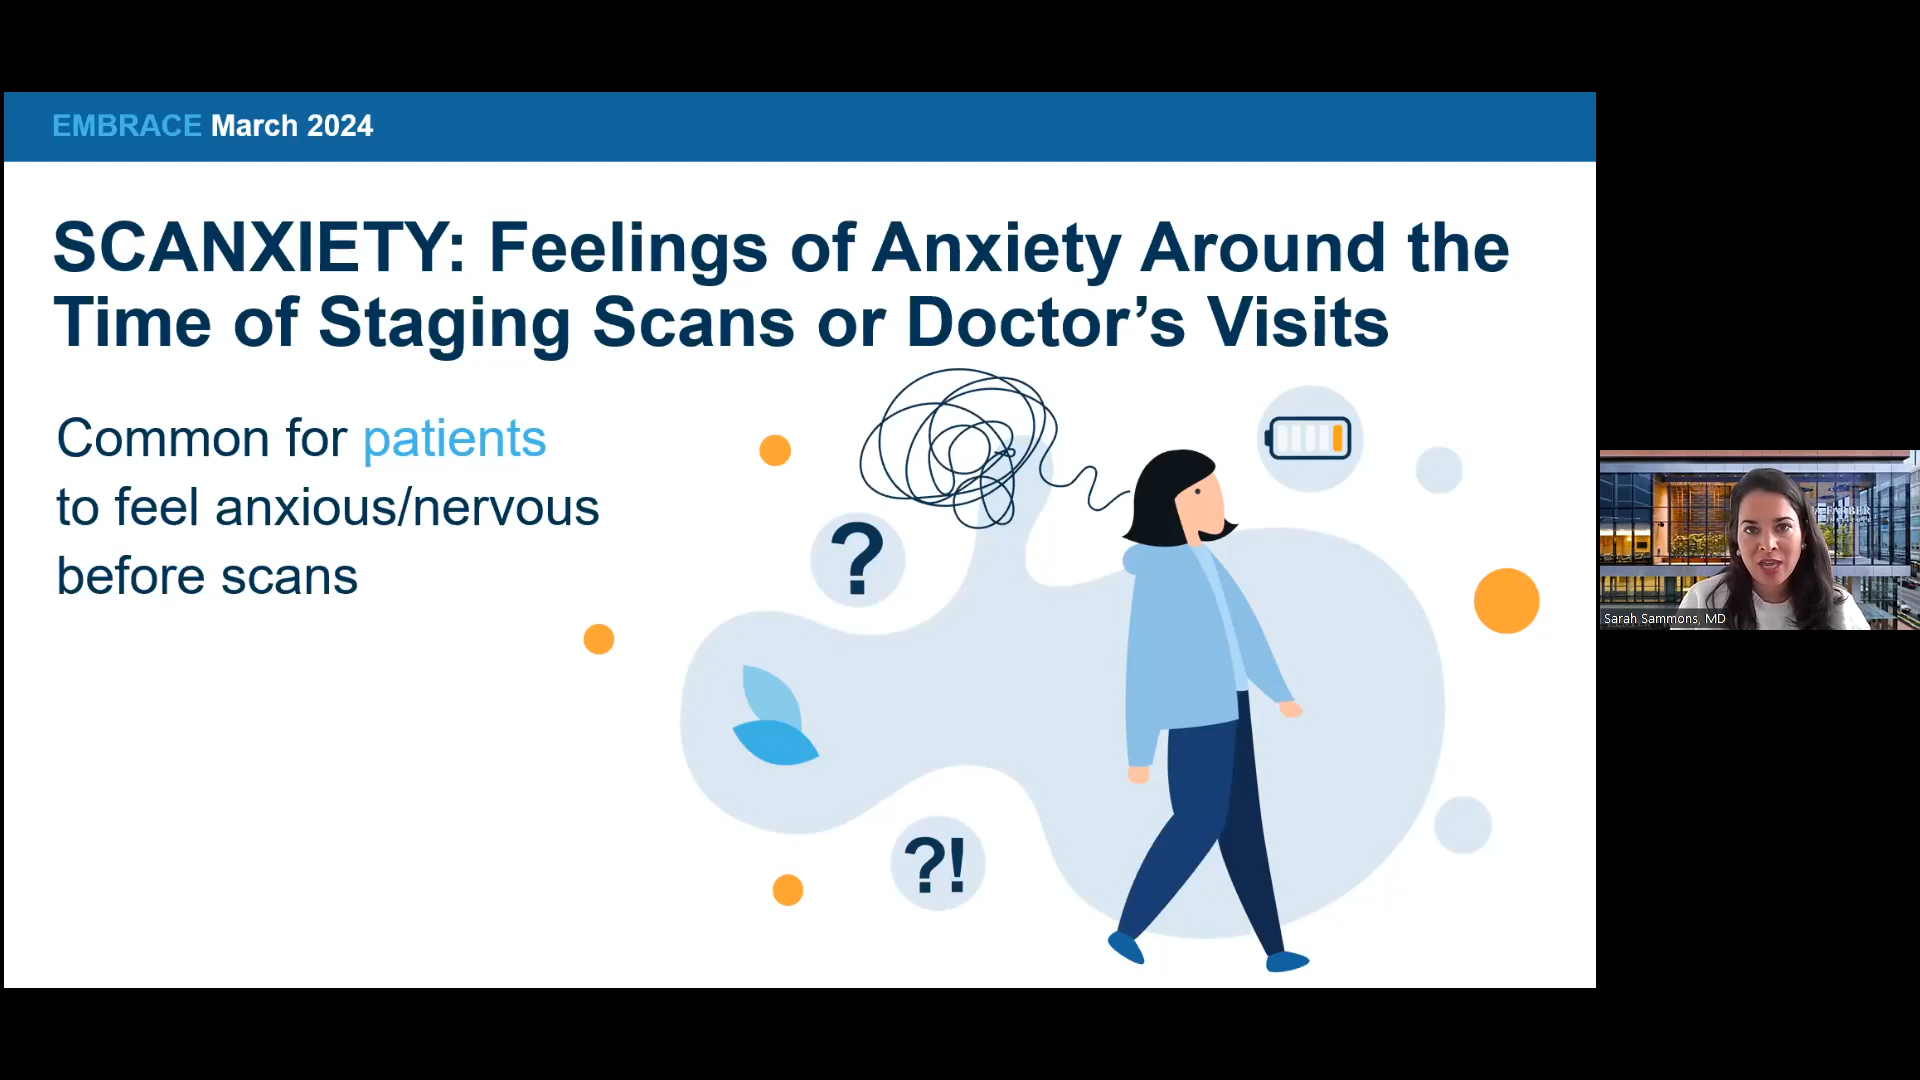 EMBRACE March 2024
SCANXIETY: Feelings of Anxiety Around the
Time of Staging Scans or Doctor’s Visits
Common for patients
to feel anxious/nervous
before scans
?
?!
FARBER
Sarah Sammons, MD